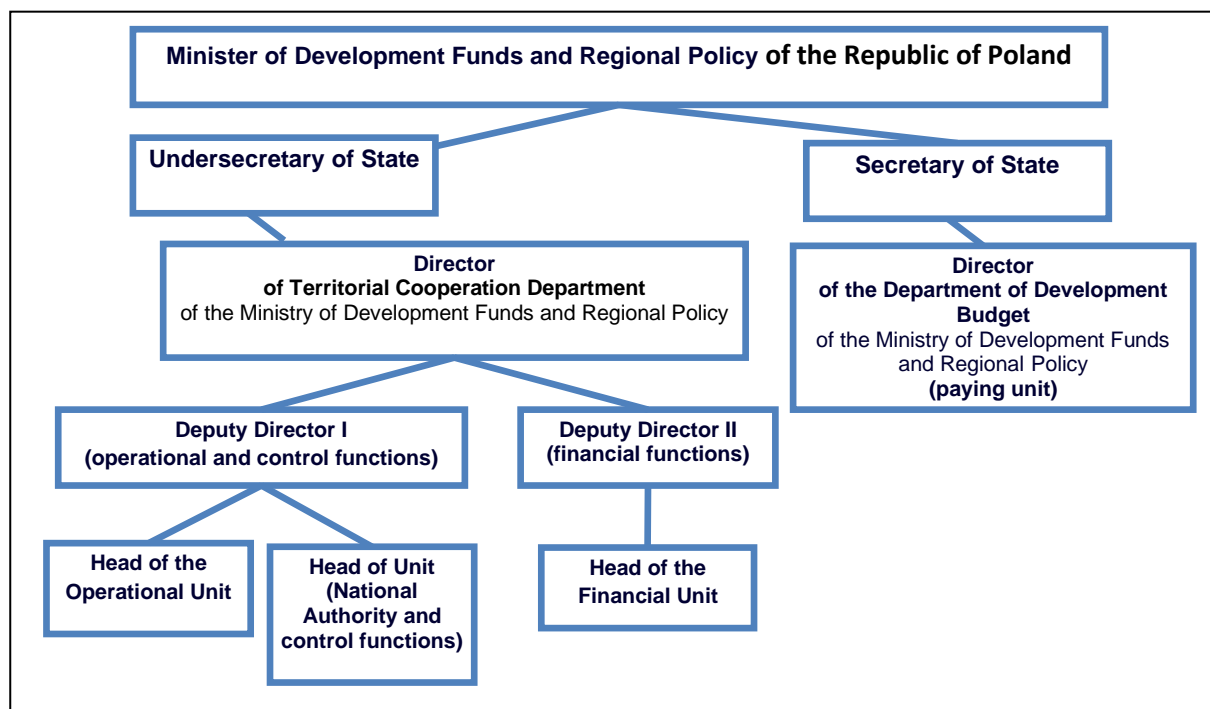 Minister of Development Funds and Regional Policy of the Republic of Poland
Undersecretary of State
Secretary of State
Director
of Territorial Cooperation Department
of the Ministry of Development Funds and Regional Policy
Director
of the Department of Development
Budget
of the Ministry of Development Funds
and Regional Policy
(paying unit)
Deputy Director I
(operational and control functions)
Deputy Director II
(financial functions)
Head of the
Operational Unit
Head of Unit
(National
Authority and
control functions)
Head of the
Financial Unit